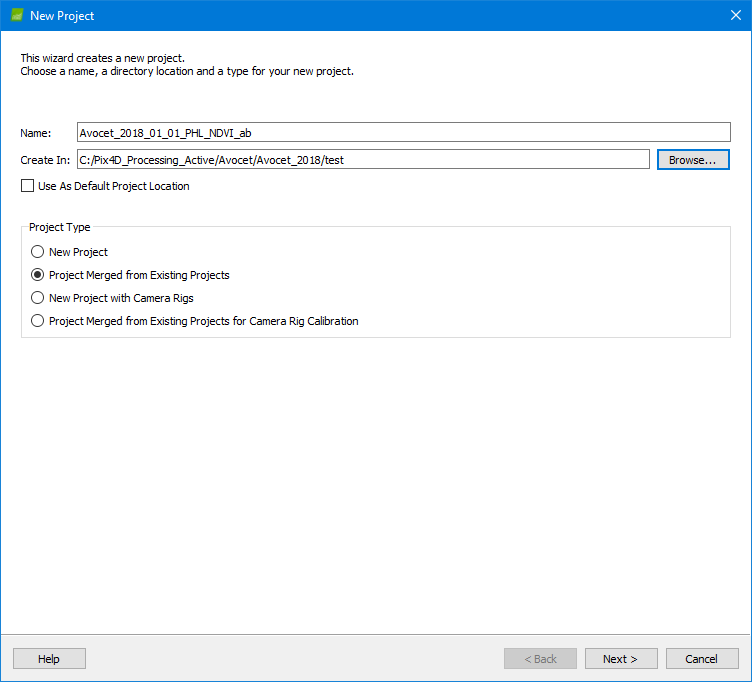 New Project
This wizard creates a new project.
Choose a name, a directory location and a type for your new project.
Name: Avocet_2018_01_01_PHL_NDVI_ab
Create In: C:/Pix4D_Processing_Active/Avocet/Avocet_2018/test Browse...
Use As Default Project Location
Project Type
New Project
Project Merged from Existing Projects
New Project with Camera Rigs
Project Merged from Existing Projects for Camera Rig Calibration
Help < Back Next > Cancel